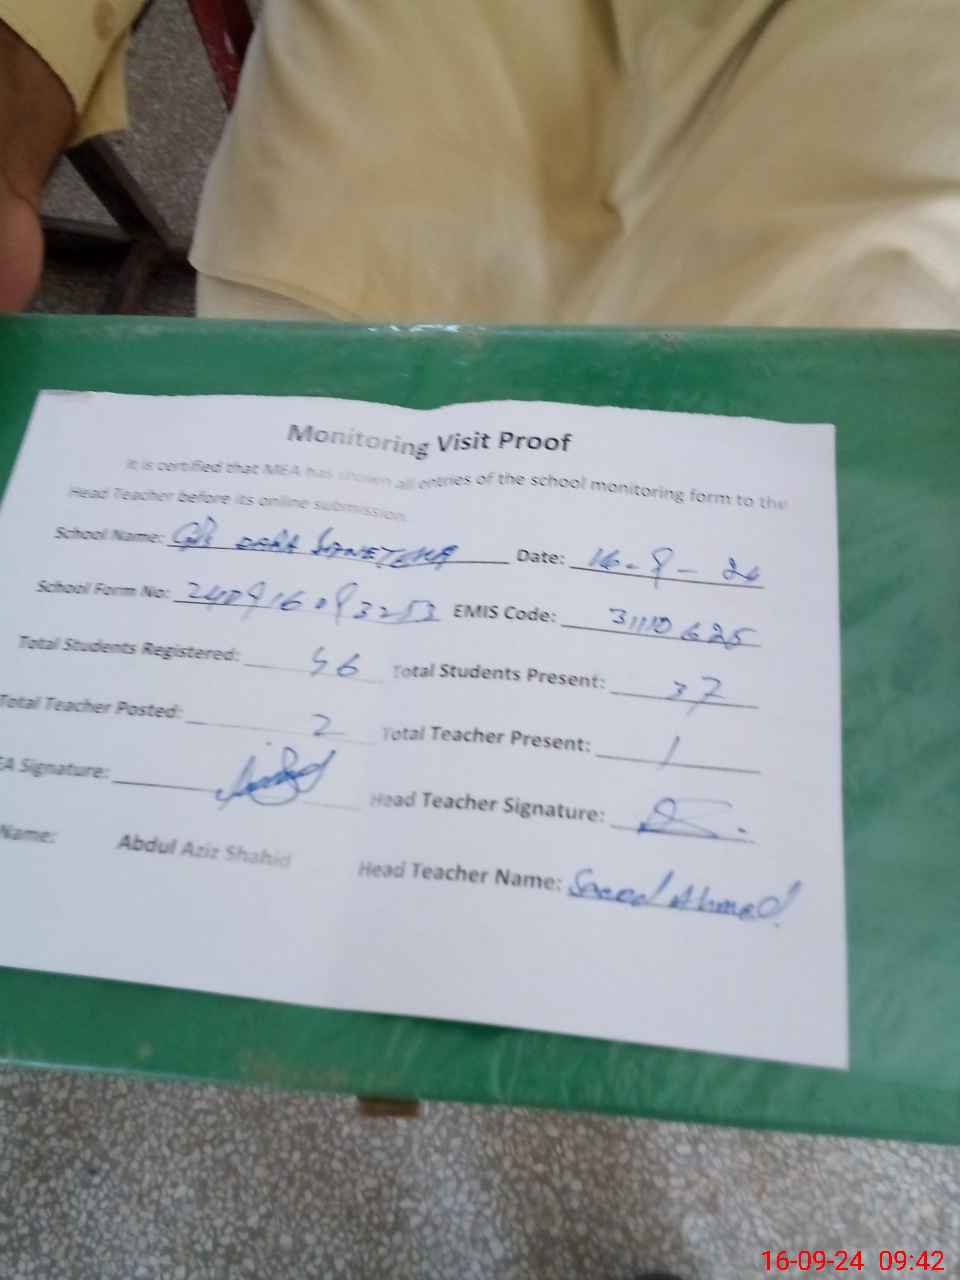 Monitoring Visit Proof
It is certified that MEA has shown all entries of the school monitoring form to the
Head Teacher before its online submission.
School Name: Date: 16-9-24
School Form No: EMIS Code: 31110625
Total Students Registered: 56 Total Students Present: 37
Total Teacher Posted: 2 Total Teacher Present: 1
EA Signature: Head Teacher Signature:
Name: Abdul Aziz Shahid Head Teacher Name: Saeed Ahmed
16-09-24 09:42